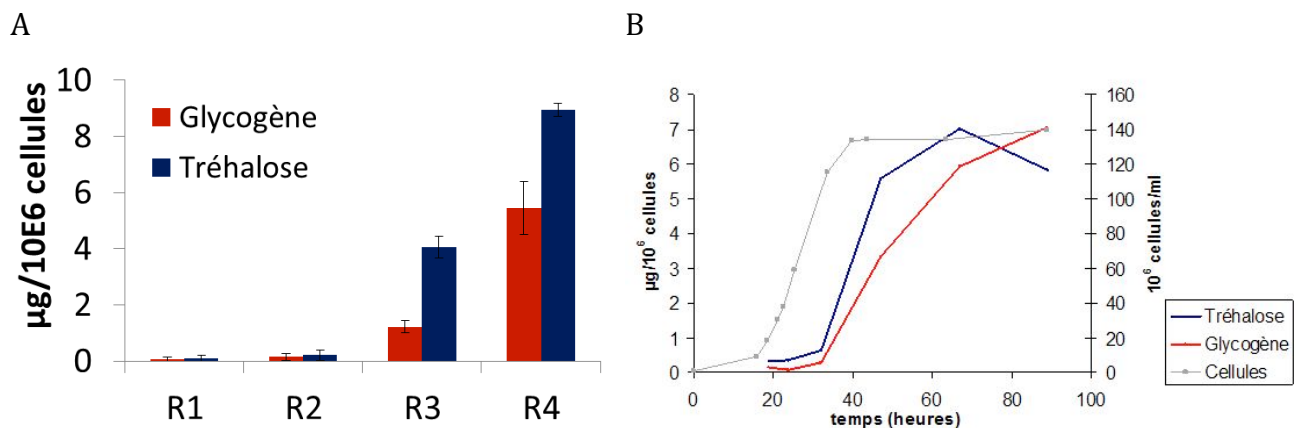 A
B
µg/10E6 cellules
10
8
6
4
2
0
Glycogène
Tréhalose
R1 R2 R3 R4
µg/10⁶ cellules
8
7
6
5
4
3
2
1
0
160
140
120
100
80
60
40
20
0
10⁶ cellules/ml
0 20 40 60 80 100
temps (heures)
Tréhalose
Glycogène
Cellules